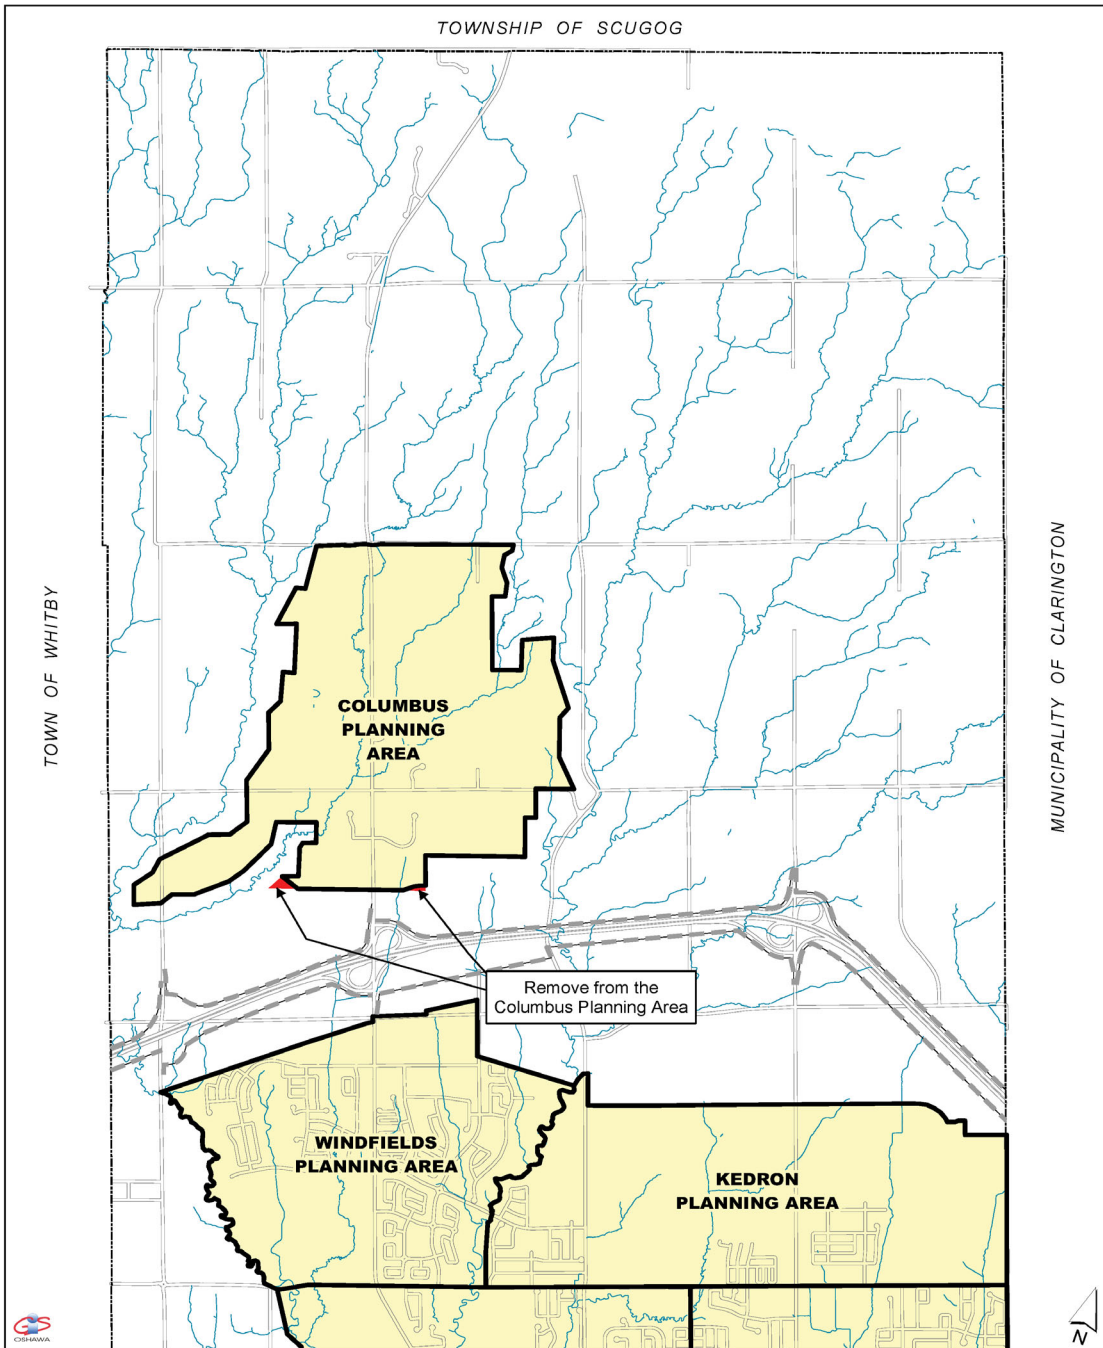 TOWNSHIP OF SCUGOG
TOWN OF WHITBY
MUNICIPALITY OF CLARINGTON
COLUMBUS
PLANNING
AREA
Remove from the
Columbus Planning Area
WINDFIELDS
PLANNING AREA
KEDRON
PLANNING AREA
GIS
OSHAWA
N